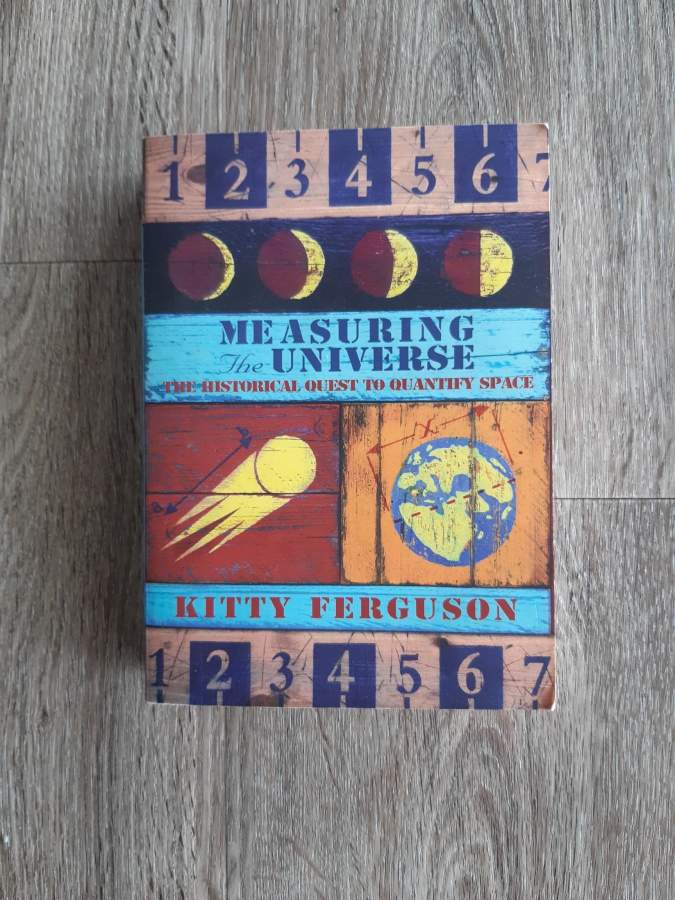 1 2 3 4 5 6 7
MEASURING
The UNIVERSE
THE HISTORICAL QUEST TO QUANTIFY SPACE
X
KITTY FERGUSON
1 2 3 4 5 6 7